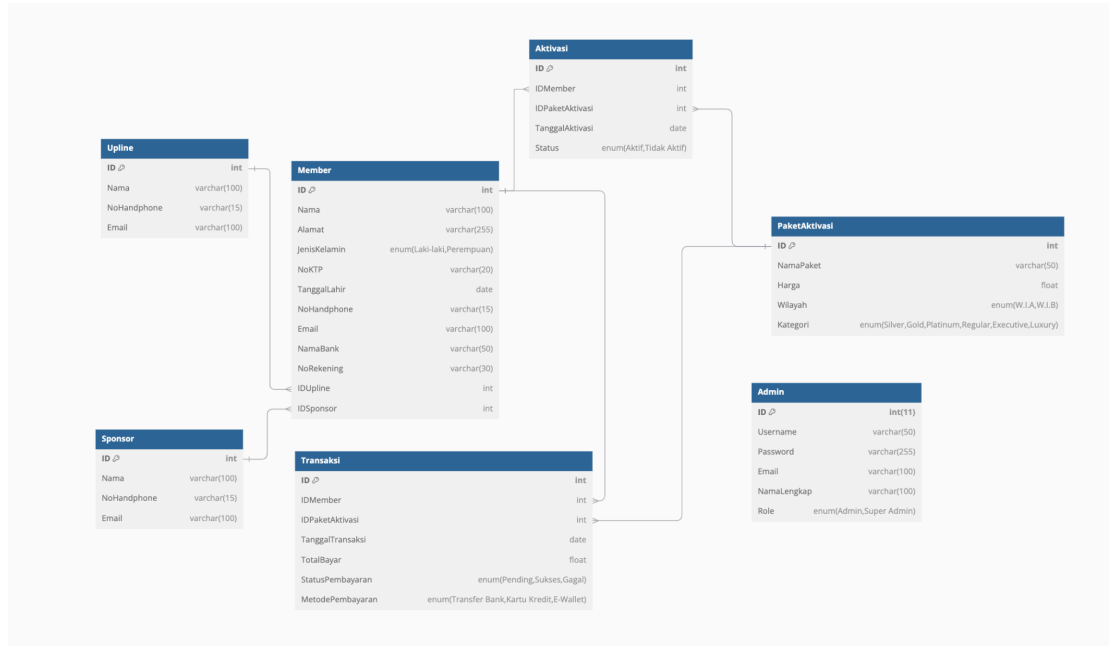 Aktivasi
ID int
IDMember int
IDPaketAktivasi int
TanggalAktivasi date
Status enum(Aktif,Tidak Aktif)
Upline
ID int
Nama varchar(100)
NoHandphone varchar(15)
Email varchar(100)
Member
ID int
Nama varchar(100)
Alamat varchar(255)
JenisKelamin enum(Laki-laki,Perempuan)
NoKTP varchar(20)
TanggalLahir date
NoHandphone varchar(15)
Email varchar(100)
NamaBank varchar(50)
NoRekening varchar(30)
IDUpline int
IDSponsor int
PaketAktivasi
ID int
NamaPaket varchar(50)
Harga float
Wilayah enum(W.I.A,W.I.B)
Kategori enum(Silver,Gold,Platinum,Regular,Executive,Luxury)
Admin
ID int(11)
Username varchar(50)
Password varchar(255)
Email varchar(100)
NamaLengkap varchar(100)
Role enum(Admin,Super Admin)
Sponsor
ID int
Nama varchar(100)
NoHandphone varchar(15)
Email varchar(100)
Transaksi
ID int
IDMember int
IDPaketAktivasi int
TanggalTransaksi date
TotalBayar float
StatusPembayaran enum(Pending,Sukses,Gagal)
MetodePembayaran enum(Transfer Bank,Kartu Kredit,E-Wallet)